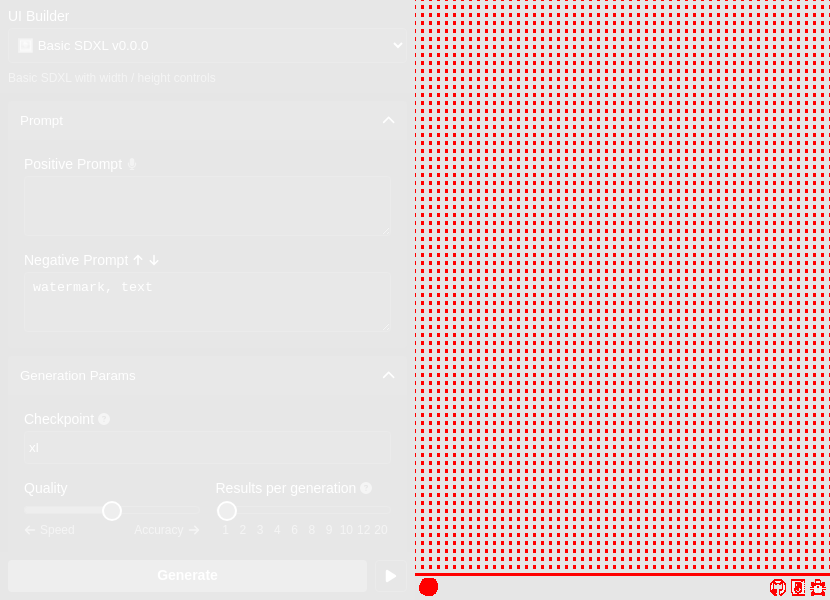 UI Builder
Basic SDXL v0.0.0
Basic SDXL with width / height controls
Prompt
Positive Prompt
Negative Prompt
watermark, text
Generation Params
Checkpoint
xl
Quality
Results per generation
Speed
Accuracy
1 2 3 4 6 8 9 10 12 20
Generate